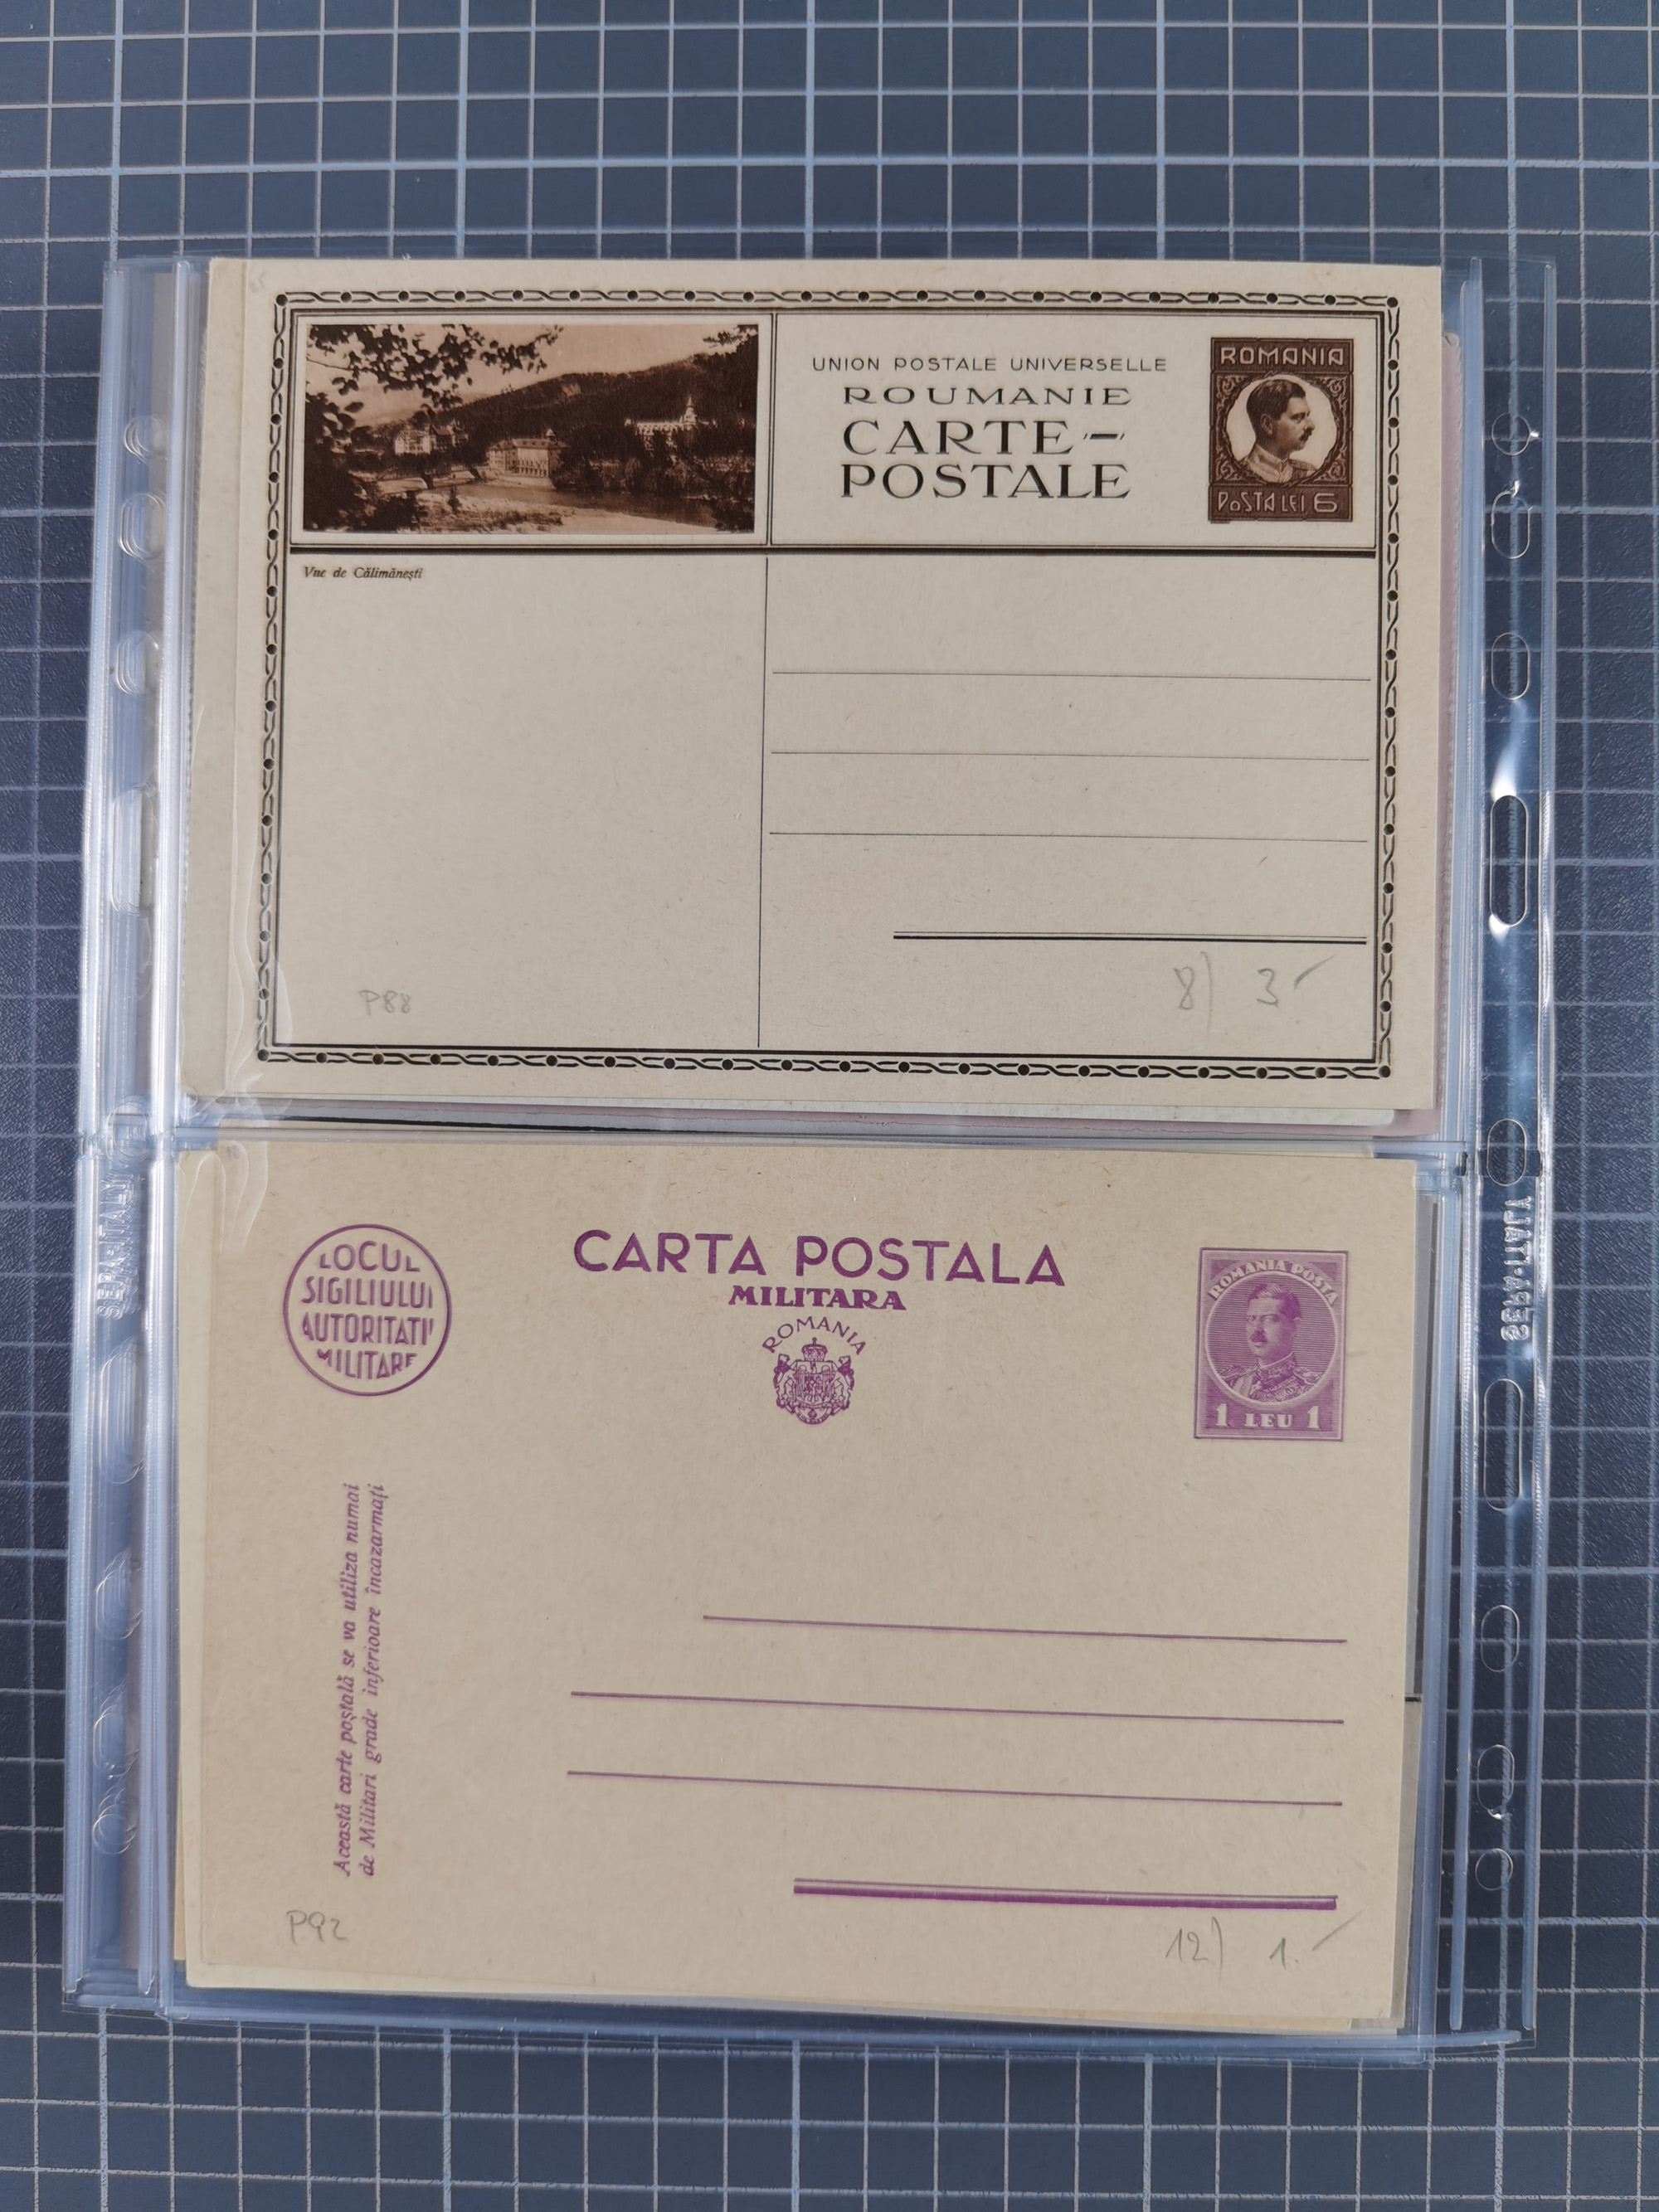 UNION POSTALE UNIVERSELLE
ROUMANIE
CARTE-
POSTALE
ROMANIA
POSTA LEI 6
Vue de Călimănești
P88
8) 3.-
CARTA POSTALA
MILITARA
ROMANIA
LOCUL
SIGILIULUI
AUTORITATII
MILITARE
ROMANIA POSTA
1 LEU 1
Această carte poștală se va utiliza numai
de Militari grade inferioare încazarmați
P92
12) 1.-